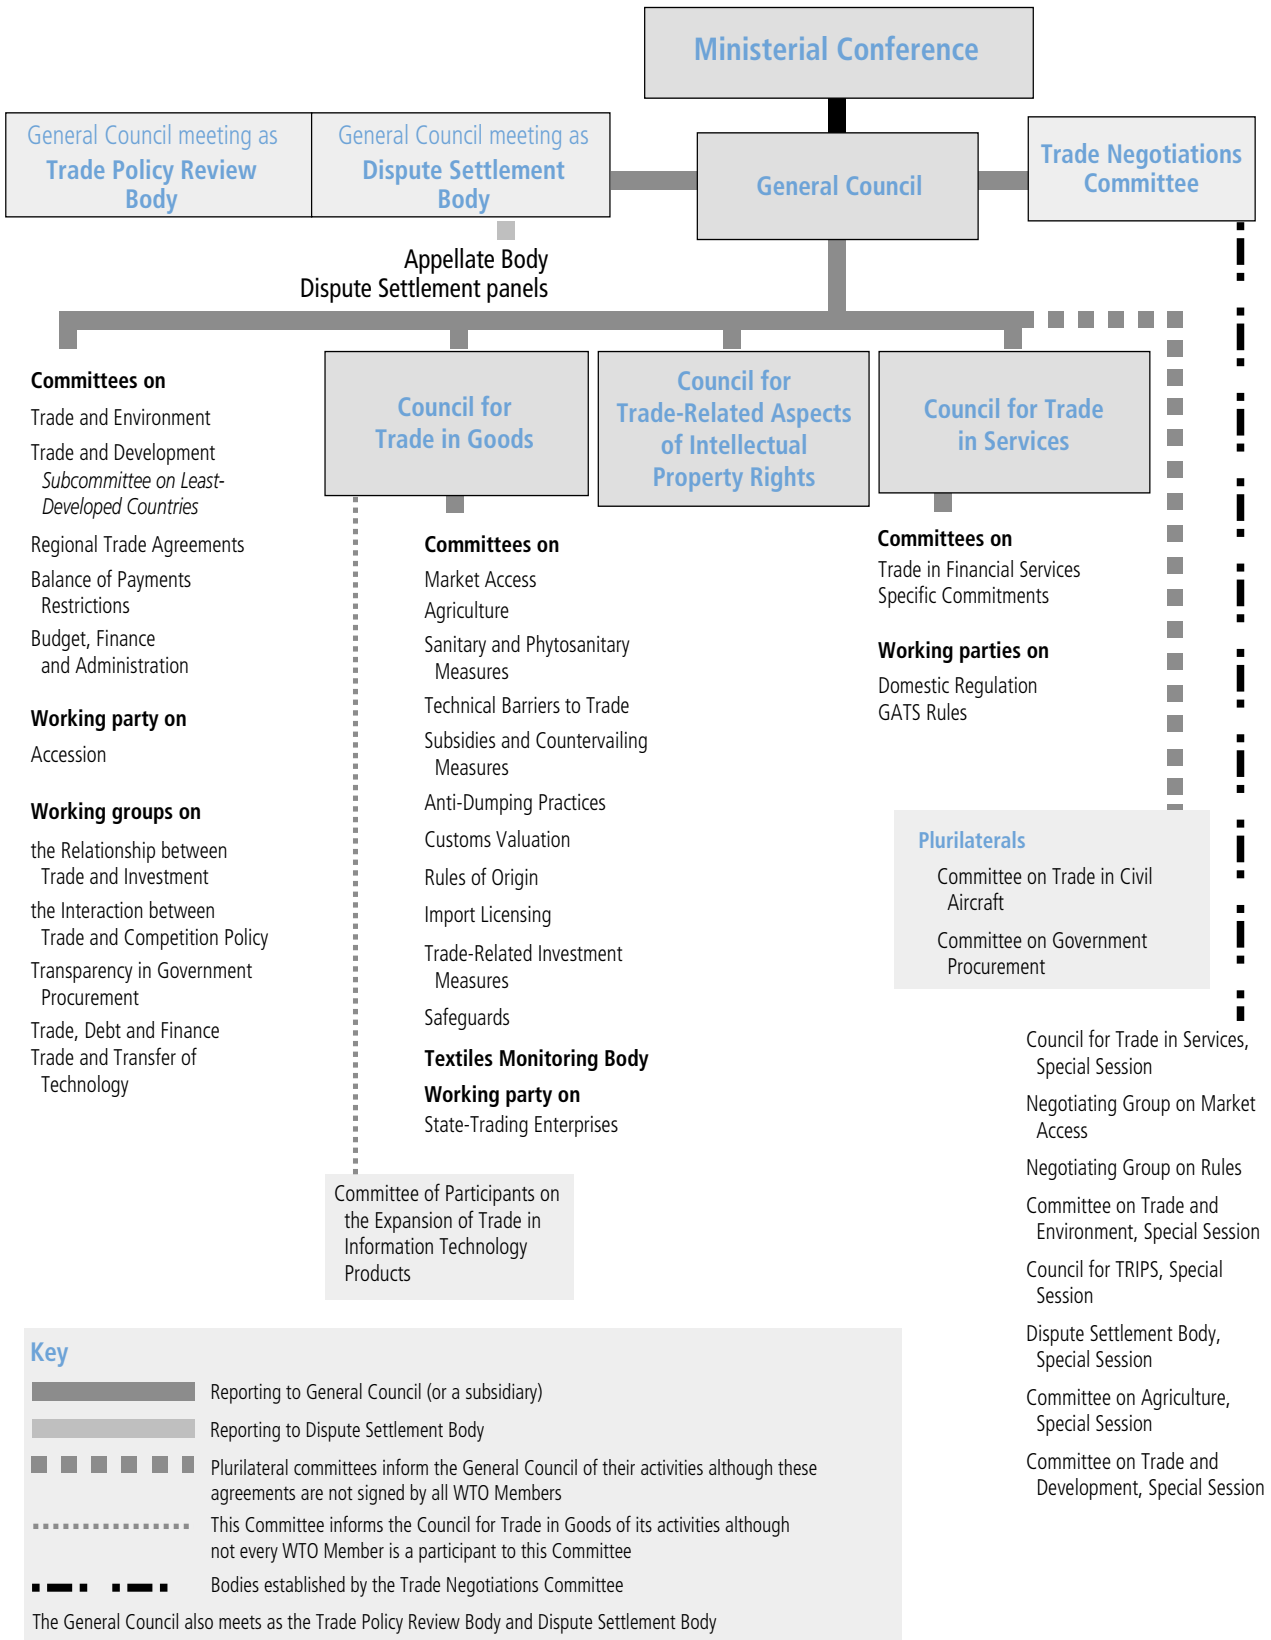 Ministerial Conference
General Council meeting as
Trade Policy Review
Body
General Council meeting as
Dispute Settlement
Body
General Council
Trade Negotiations
Committee
Appellate Body
Dispute Settlement panels
Committees on
Trade and Environment
Trade and Development
Subcommittee on Least-
Developed Countries
Regional Trade Agreements
Balance of Payments
Restrictions
Budget, Finance
and Administration
Working party on
Accession
Working groups on
the Relationship between
Trade and Investment
the Interaction between
Trade and Competition Policy
Transparency in Government
Procurement
Trade, Debt and Finance
Trade and Transfer of
Technology
Council for
Trade in Goods
Committees on
Market Access
Agriculture
Sanitary and Phytosanitary
Measures
Technical Barriers to Trade
Subsidies and Countervailing
Measures
Anti-Dumping Practices
Customs Valuation
Rules of Origin
Import Licensing
Trade-Related Investment
Measures
Safeguards
Textiles Monitoring Body
Working party on
State-Trading Enterprises
Committee of Participants on
the Expansion of Trade in
Information Technology
Products
Council for
Trade-Related Aspects
of Intellectual
Property Rights
Council for Trade
in Services
Committees on
Trade in Financial Services
Specific Commitments
Working parties on
Domestic Regulation
GATS Rules
Plurilaterals
Committee on Trade in Civil
Aircraft
Committee on Government
Procurement
Council for Trade in Services,
Special Session
Negotiating Group on Market
Access
Negotiating Group on Rules
Committee on Trade and
Environment, Special Session
Council for TRIPS, Special
Session
Dispute Settlement Body,
Special Session
Committee on Agriculture,
Special Session
Committee on Trade and
Development, Special Session
Key
Reporting to General Council (or a subsidiary)
Reporting to Dispute Settlement Body
Plurilateral committees inform the General Council of their activities although these
agreements are not signed by all WTO Members
This Committee informs the Council for Trade in Goods of its activities although
not every WTO Member is a participant to this Committee
Bodies established by the Trade Negotiations Committee
The General Council also meets as the Trade Policy Review Body and Dispute Settlement Body